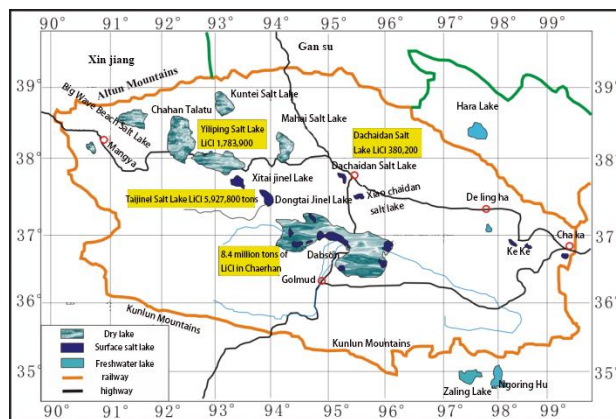 90° 91° 92° 93° 94° 95° 96° 97° 98° 99°
Xin jiang
Gan su
39°
39°
Altun Mountains
Kuntei Salt Lake
Hara Lake
Big Wave Beach Salt Lake
Chahan Talatu
Mahai Salt Lake
Yiliping Salt Lake
LiCl 1,783,900
Dachaidan Salt
Lake LiCl 380,200
Mangya
38°
38°
Xitai jinel Lake
Dachaidan Salt Lake
Taijinel Salt Lake LiCl 5,927,800 tons
Dongtai Jinel Lake
Xiao chaidan
salt lake
De ling ha
37°
37°
Cha ka
8.4 million tons of
LiCl in Chaerhan
Dabson
Ke Ke
Golmud
36°
36°
Kunlun Mountains
Kunlun Mountains
Dry lake
Surface salt lake
Freshwater lake
railway
highway
35°
35°
Zaling Lake
Ngoring Hu
90° 91° 92° 93° 94° 95° 96° 97° 98° 99°